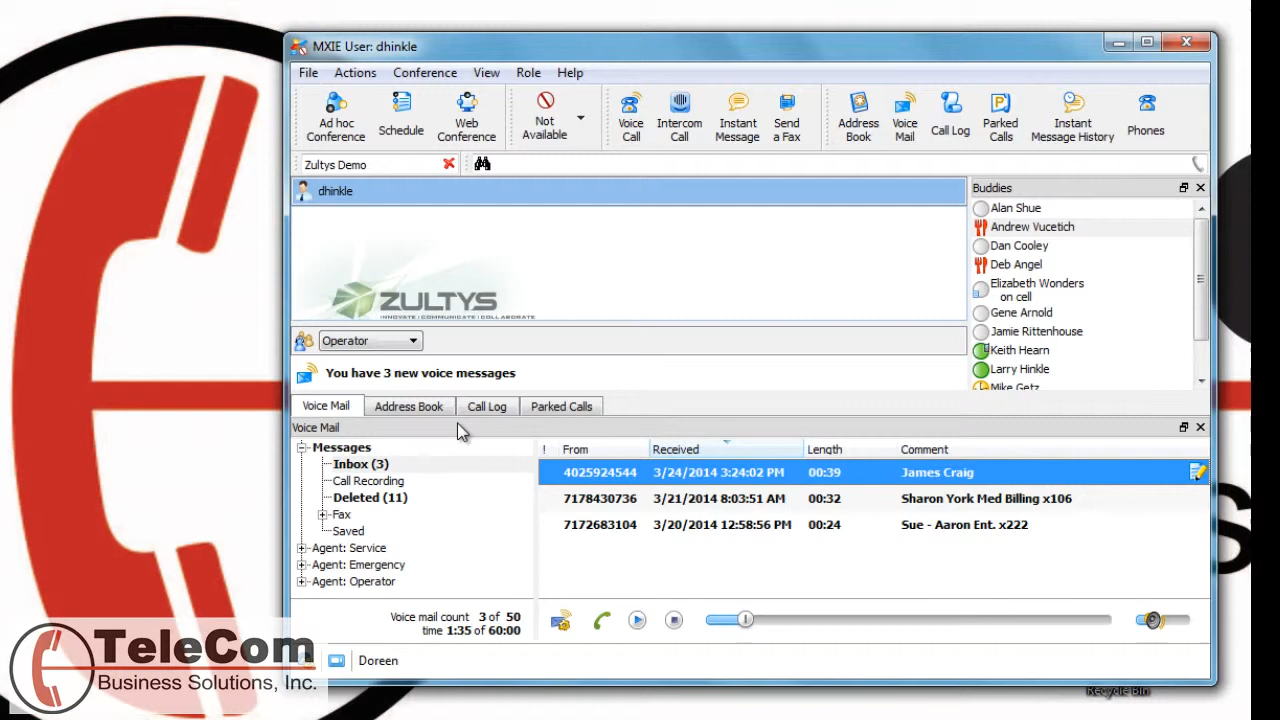 MXIE User: dhinkle
File Actions Conference View Role Help
Ad hoc Conference
Schedule
Web Conference
Not Available
Voice Call
Intercom Call
Instant Message
Send a Fax
Address Book
Voice Mail
Call Log
Parked Calls
Instant Message History
Phones
Zultys Demo
dhinkle
ZULTYS
INNOVATE | COMMUNICATE | COLLABORATE
Buddies
Alan Shue
Andrew Vucetich
Dan Cooley
Deb Angel
Elizabeth Wonders
on cell
Gene Arnold
Jamie Rittenhouse
Keith Hearn
Larry Hinkle
Mike Getz
Operator
You have 3 new voice messages
Voice Mail Address Book Call Log Parked Calls
Voice Mail
Messages
Inbox (3)
Call Recording
Deleted (11)
Fax
Saved
Agent: Service
Agent: Emergency
Agent: Operator
! From Received Length Comment
4025924544 3/24/2014 3:24:02 PM 00:39 James Craig
7178430736 3/21/2014 8:03:51 AM 00:32 Sharon York Med Billing x106
7172683104 3/20/2014 12:58:56 PM 00:24 Sue - Aaron Ent. x222
Voice mail count 3 of 50
time 1:35 of 60:00
Doreen
TeleCom
Business Solutions, Inc.
Recycle Bin